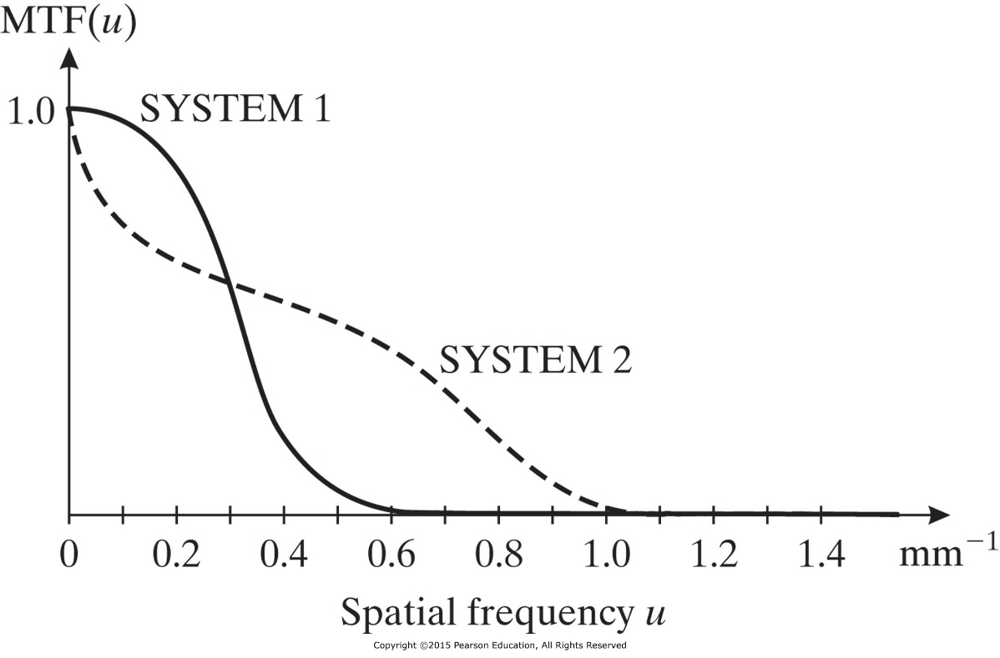 MTF(u)
1.0
SYSTEM 1
SYSTEM 2
0 0.2 0.4 0.6 0.8 1.0 1.2 1.4 mm⁻¹
Spatial frequency u
Copyright ©2015 Pearson Education, All Rights Reserved